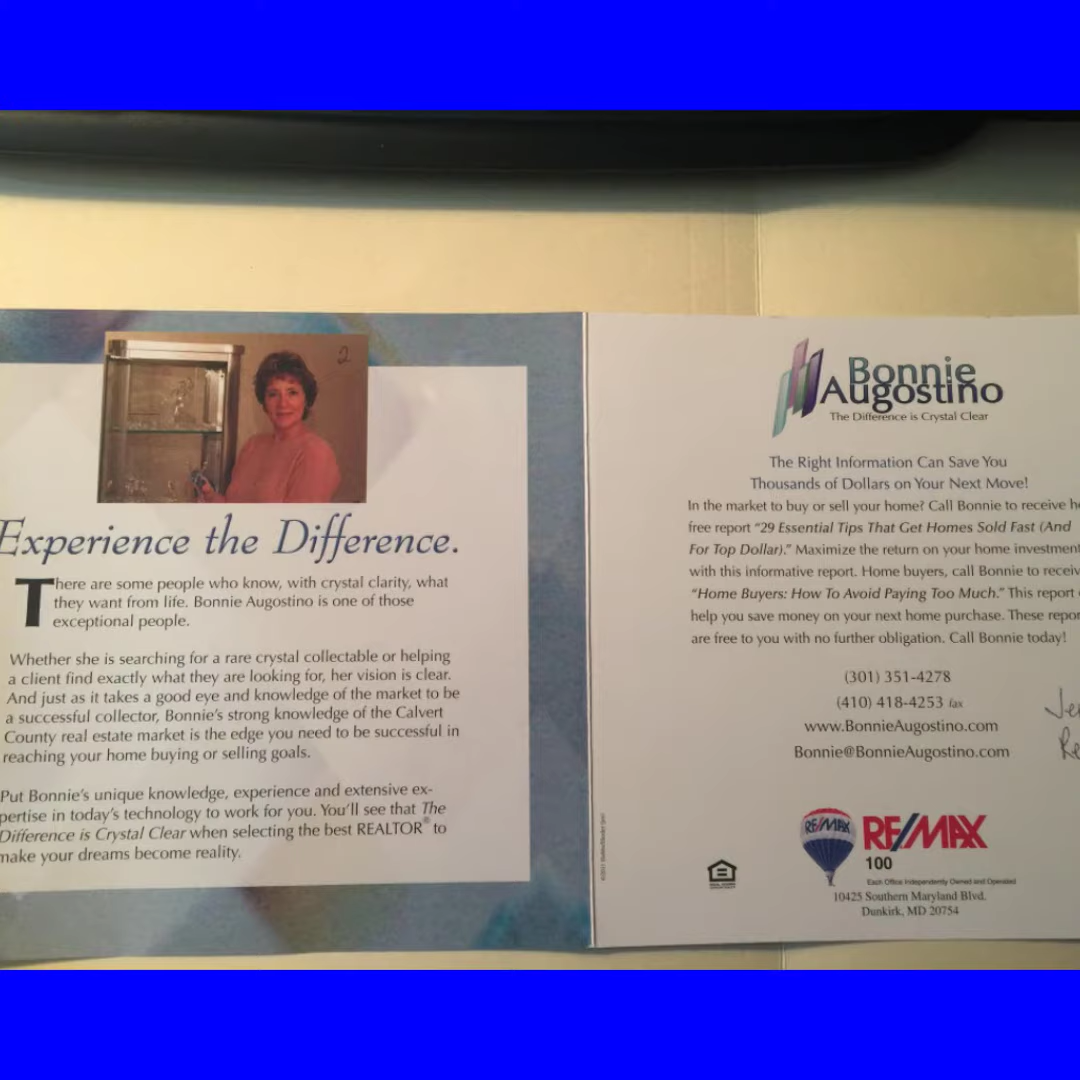 2
Experience the Difference.
There are some people who know, with crystal clarity, what
they want from life. Bonnie Augostino is one of those
exceptional people.
Whether she is searching for a rare crystal collectable or helping
a client find exactly what they are looking for, her vision is clear.
And just as it takes a good eye and knowledge of the market to be
a successful collector, Bonnie's strong knowledge of the Calvert
County real estate market is the edge you need to be successful in
reaching your home buying or selling goals.
Put Bonnie's unique knowledge, experience and extensive ex-
pertise in today's technology to work for you. You'll see that The
Difference is Crystal Clear when selecting the best REALTOR® to
make your dreams become reality.
Bonnie
Augostino
The Difference is Crystal Clear
The Right Information Can Save You
Thousands of Dollars on Your Next Move!
In the market to buy or sell your home? Call Bonnie to receive
free report "29 Essential Tips That Get Homes Sold Fast (And
For Top Dollar)." Maximize the return on your home investment
with this informative report. Home buyers, call Bonnie to receiv
"Home Buyers: How To Avoid Paying Too Much." This report
help you save money on your next home purchase. These repor
are free to you with no further obligation. Call Bonnie today!
(301) 351-4278
(410) 418-4253 fax
www.BonnieAugostino.com
Bonnie@BonnieAugostino.com
RE/MAX
RE/MAX
100
Each Office Independently Owned and Operated
10425 Southern Maryland Blvd.
Dunkirk, MD 20754